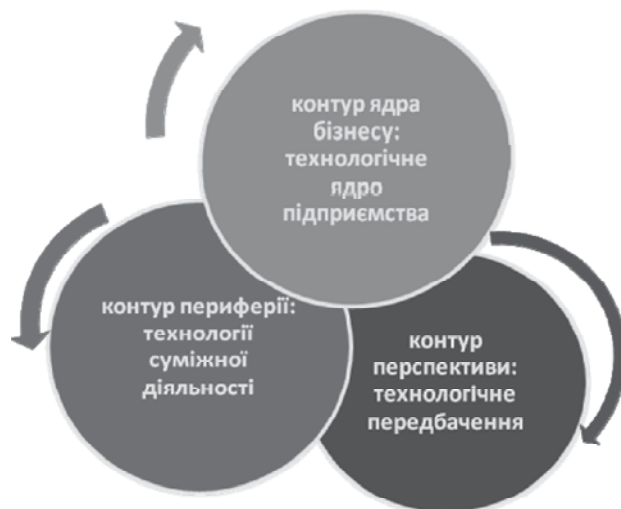 контур ядра
бізнесу:
технологічне
ядро
підприємства
контур периферії:
технології
суміжної
діяльності
контур
перспективи:
технологічне
передбачення